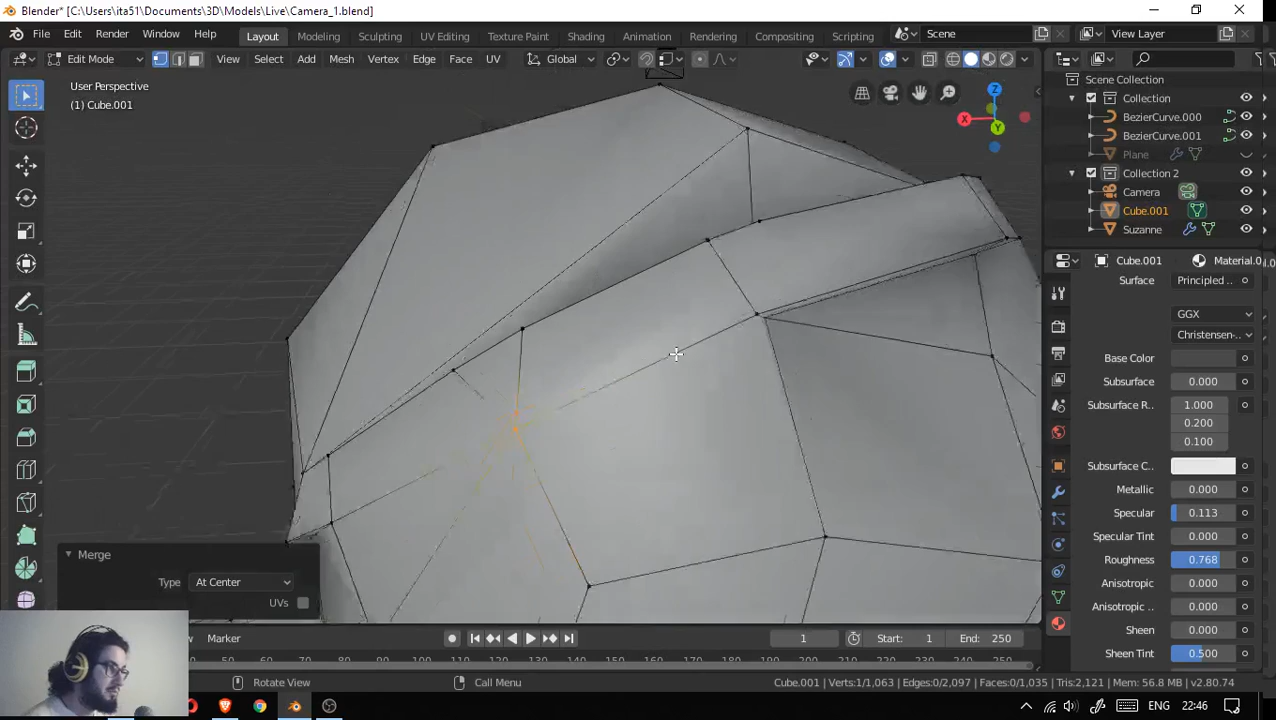 Blender* [C:\Users\ita51\Documents\3D\Models\Live\Camera_1.blend]
File Edit Render Window Help Layout Modeling Sculpting UV Editing Texture Paint Shading Animation Rendering Compositing Scripting Scene View Layer
Edit Mode View Select Add Mesh Vertex Edge Face UV Global
User Perspective
(1) Cube.001
Z
X
Y
Scene Collection
Collection
BezierCurve.000
BezierCurve.001
Plane
Collection 2
Camera
Cube.001
Suzanne
Cube.001 Material.0
Surface Principled ..
GGX
Christensen-
Base Color
Subsurface 0.000
Subsurface R.. 1.000
0.200
0.100
Subsurface C..
Metallic 0.000
Specular 0.113
Specular Tint 0.000
Roughness 0.768
Anisotropic 0.000
Anisotropic .. 0.000
Sheen 0.000
Sheen Tint 0.500
Merge
Type At Center
UVs
Marker 1 Start: 1 End: 250
60 70 80 90 100 110 120 130 140 150 160 170 180 190 200 210 220 230 240 250
Rotate View Call Menu Cube.001 | Verts:1/1,063 | Edges:0/2,097 | Faces:0/1,035 | Tris:2,121 | Mem: 56.8 MB | v2.80.74
ENG 22:46